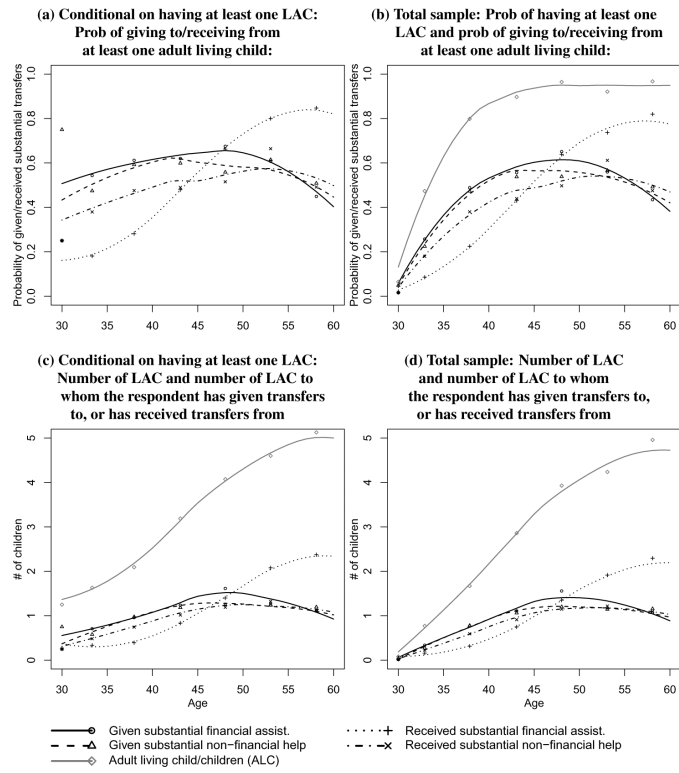 (a) Conditional on having at least one LAC:
Prob of giving to/receiving from
at least one adult living child:
(b) Total sample: Prob of having at least one
LAC and prob of giving to/receiving from
at least one adult living child:
Probability of given/received substantial transfers
0.0 0.2 0.4 0.6 0.8 1.0
30 35 40 45 50 55 60
Probability of given/received substantial transfers
0.0 0.2 0.4 0.6 0.8 1.0
30 35 40 45 50 55 60
(c) Conditional on having at least one LAC:
Number of LAC and number of LAC to
whom the respondent has given transfers
to, or has received transfers from
(d) Total sample: Number of LAC
and number of LAC to whom
the respondent has given transfers to,
or has received transfers from
# of children
0 1 2 3 4 5
30 35 40 45 50 55 60
Age
# of children
0 1 2 3 4 5
30 35 40 45 50 55 60
Age
Given substantial financial assist.
Given substantial non−financial help
Adult living child/children (ALC)
Received substantial financial assist.
Received substantial non−financial help